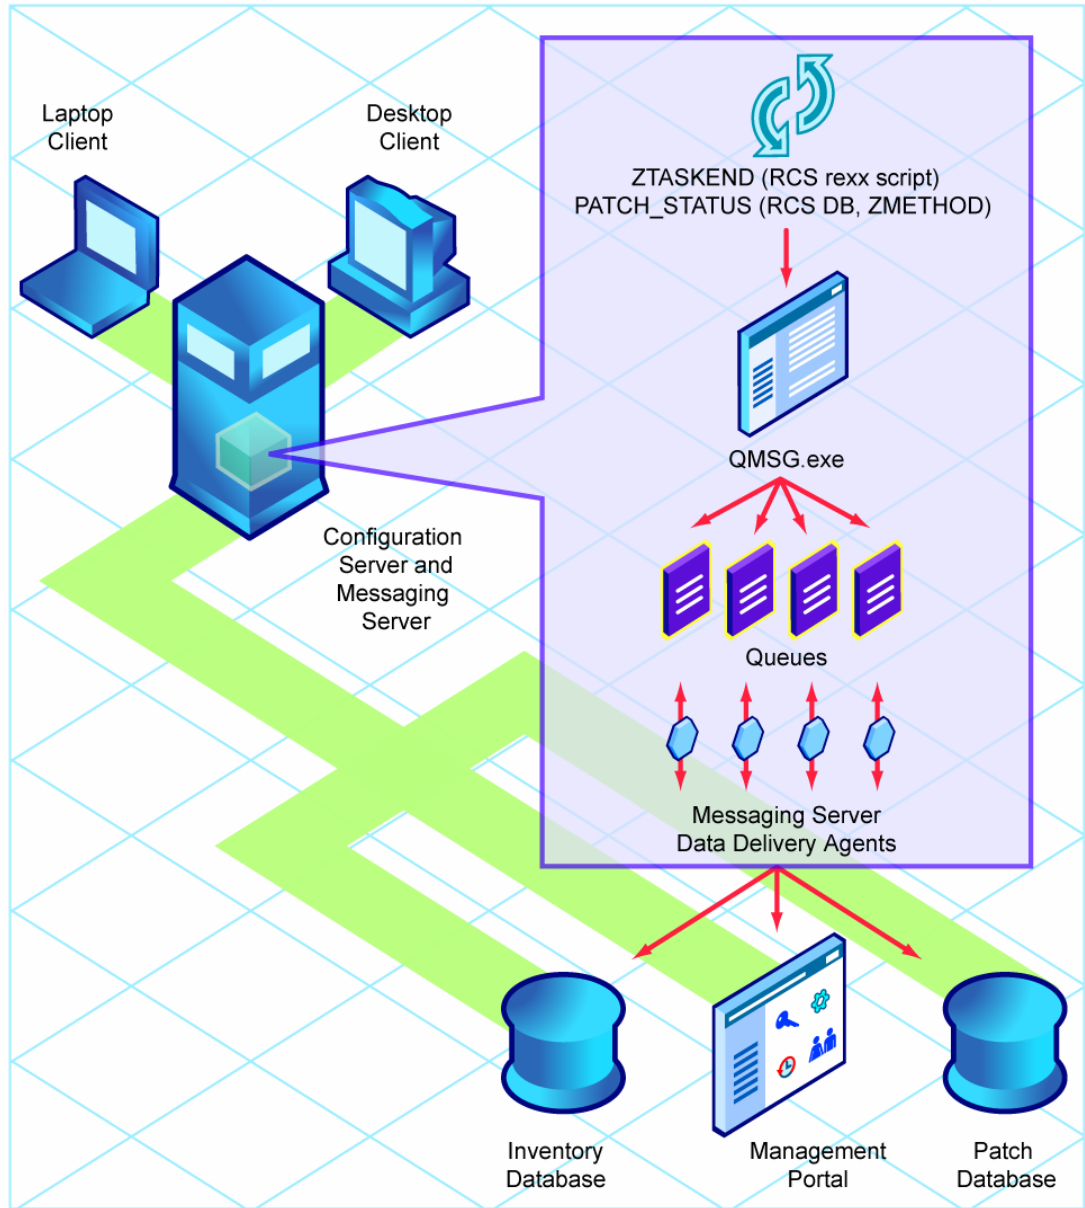 Laptop
Client
Desktop
Client
ZTASKEND (RCS rexx script)
PATCH_STATUS (RCS DB, ZMETHOD)
QMSG.exe
Configuration
Server and
Messaging
Server
Queues
Messaging Server
Data Delivery Agents
Inventory
Database
Management
Portal
Patch
Database